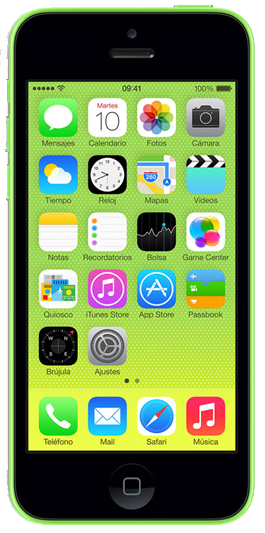 09:41 100%
Martes
10
Mensajes Calendario Fotos Cámara
280
Tiempo Reloj Mapas Vídeos
Notas Recordatorios Bolsa Game Center
Quiosco iTunes Store App Store Passbook
N
W E
S
Brújula Ajustes
Teléfono Mail Safari Música